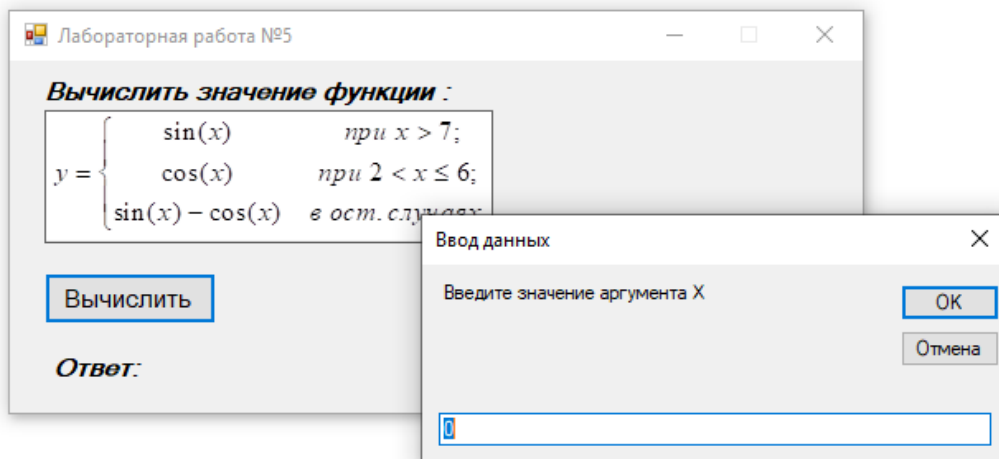 Лабораторная работа №5
Вычислить значение функции :
sin(x) при x > 7;
y = { cos(x) при 2 < x ≤ 6;
sin(x) − cos(x) в ост. случаях
Вычислить
Ответ:
Ввод данных
Введите значение аргумента X
OK
Отмена
0